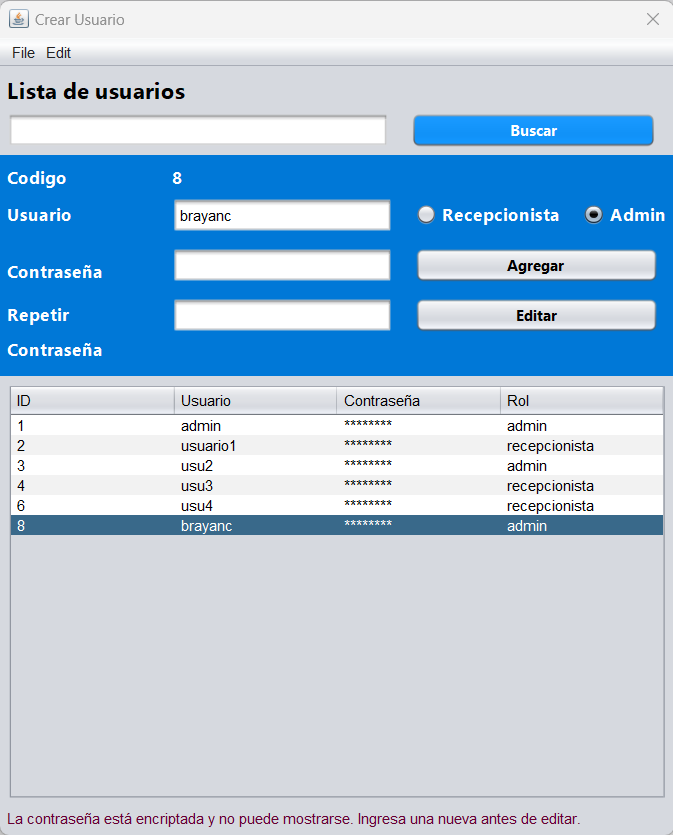 Crear Usuario
File Edit
Lista de usuarios
Buscar
Codigo 8
Usuario brayanc Recepcionista Admin
Contraseña Agregar
Repetir Editar
Contraseña
ID Usuario Contraseña Rol
1 admin ******** admin
2 usuario1 ******** recepcionista
3 usu2 ******** admin
4 usu3 ******** recepcionista
6 usu4 ******** recepcionista
8 brayanc ******** admin
La contraseña está encriptada y no puede mostrarse. Ingresa una nueva antes de editar.